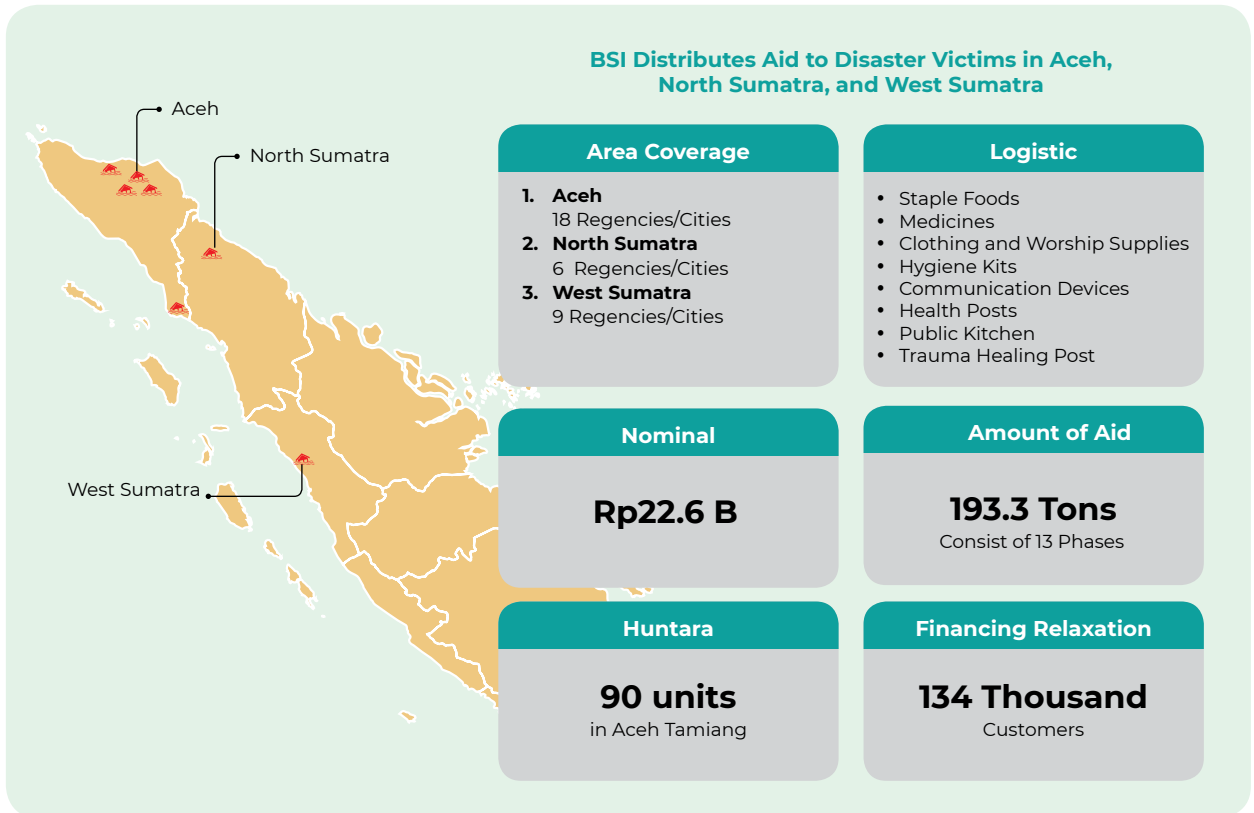 BSI Distributes Aid to Disaster Victims in Aceh,
North Sumatra, and West Sumatra
Aceh
North Sumatra
West Sumatra
Area Coverage
1. Aceh
18 Regencies/Cities
2. North Sumatra
6 Regencies/Cities
3. West Sumatra
9 Regencies/Cities
Logistic
• Staple Foods
• Medicines
• Clothing and Worship Supplies
• Hygiene Kits
• Communication Devices
• Health Posts
• Public Kitchen
• Trauma Healing Post
Nominal
Rp22.6 B
Amount of Aid
193.3 Tons
Consist of 13 Phases
Huntara
90 units
in Aceh Tamiang
Financing Relaxation
134 Thousand
Customers